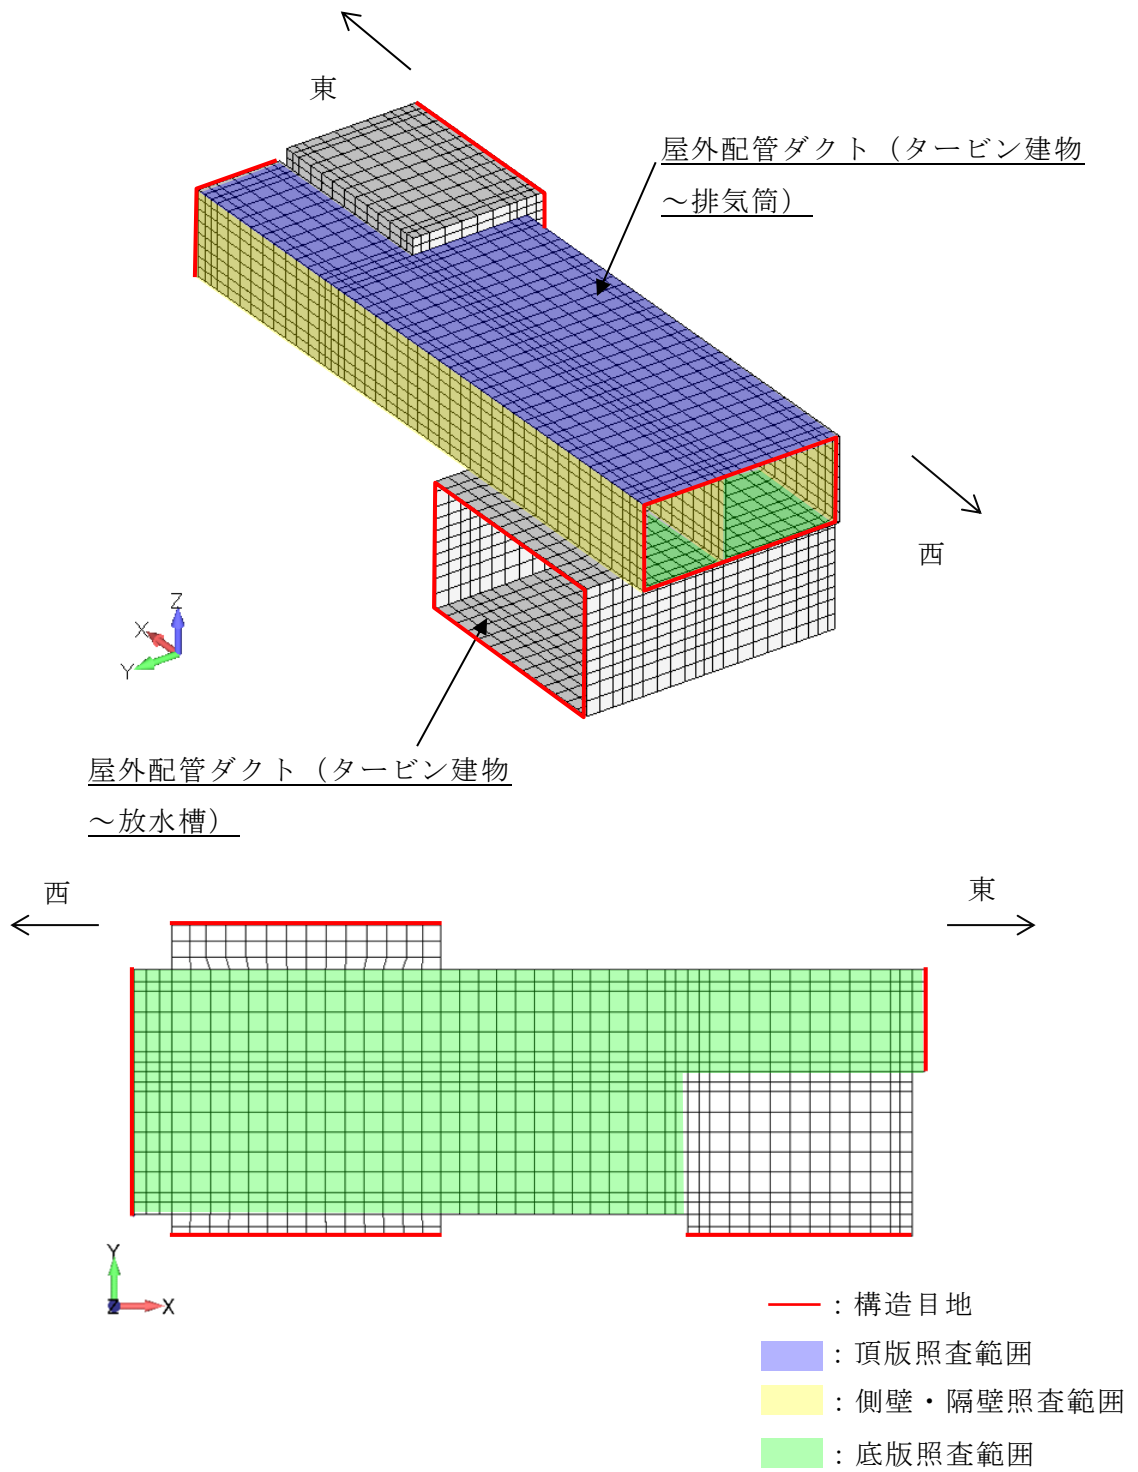 東
屋外配管ダクト（タービン建物
～排気筒）
西
Z
X
Y
屋外配管ダクト（タービン建物
～放水槽）
西
東
Y
Z
X
：構造目地
：頂版照査範囲
：側壁・隔壁照査範囲
：底版照査範囲